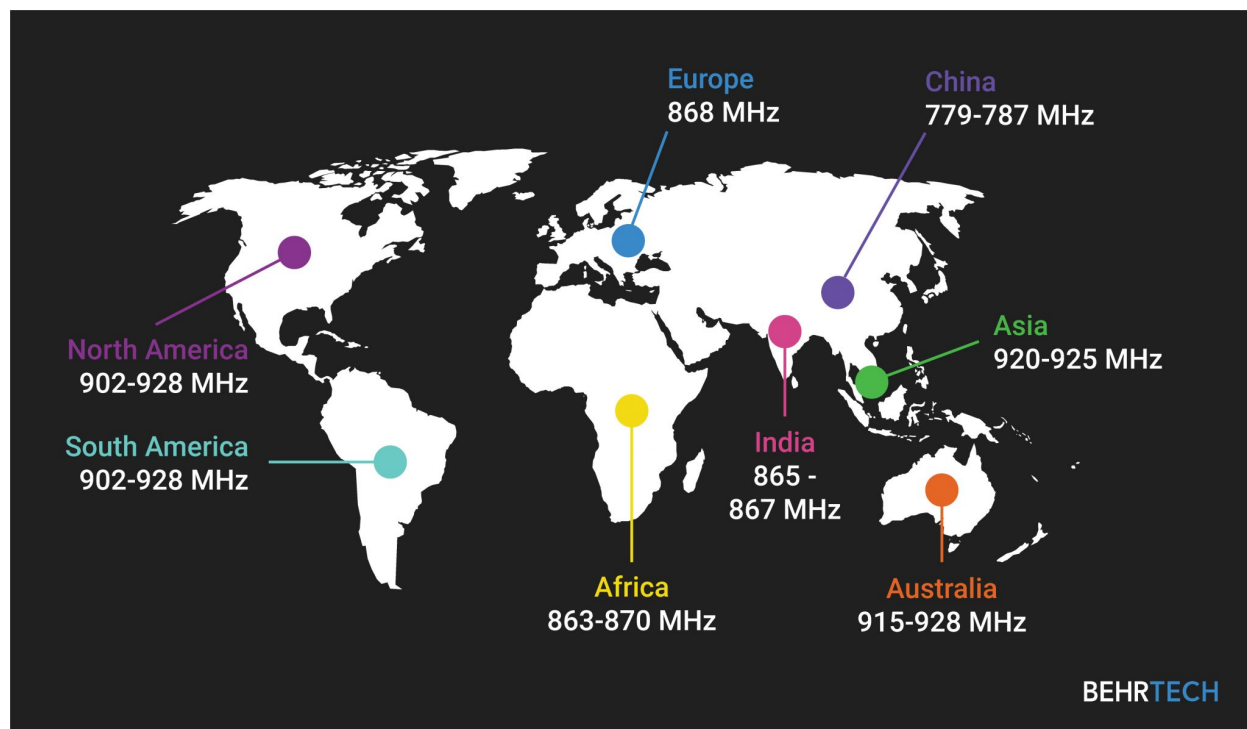 Europe
868 MHz
China
779-787 MHz
North America
902-928 MHz
Asia
920-925 MHz
South America
902-928 MHz
India
865 -
867 MHz
Africa
863-870 MHz
Australia
915-928 MHz
BEHRTECH